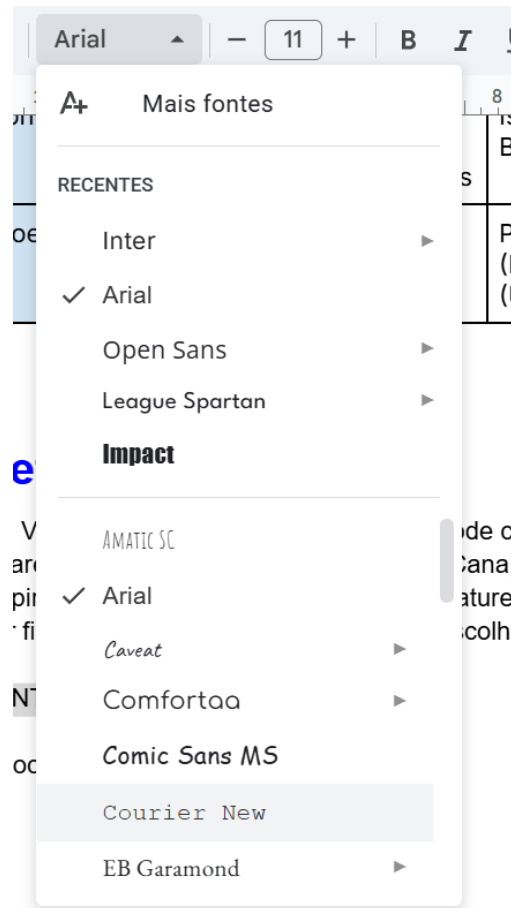 Arial 11 B I
8
Mais fontes
RECENTES
Inter
Arial
Open Sans
League Spartan
Impact
Amatic SC
Arial
Caveat
Comfortaa
Comic Sans MS
Courier New
EB Garamond